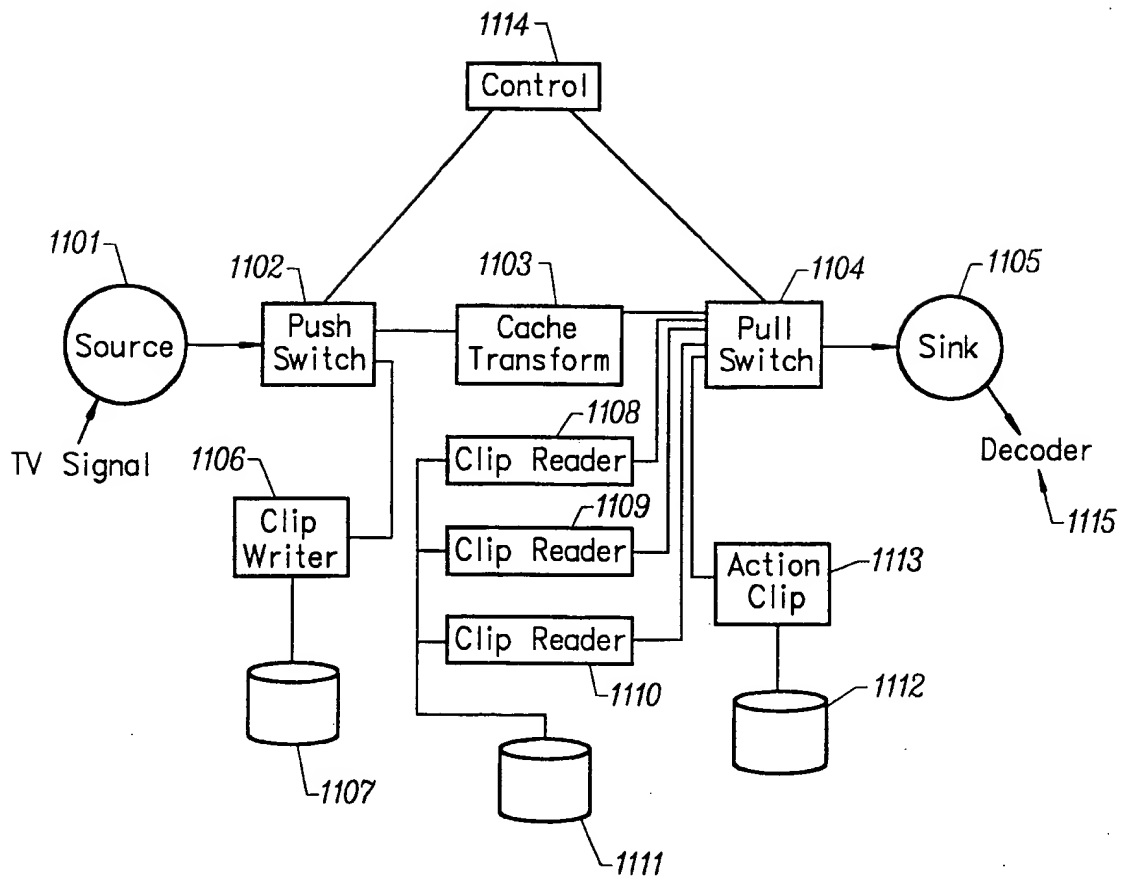 1114
Control
1101
1102
1103
1104
1105
Source
Push
Switch
Cache
Transform
Pull
Switch
Sink
TV Signal
1106
Clip
Writer
1107
1108
Clip Reader
1109
Clip Reader
Clip Reader
1110
1111
Decoder
1115
Action
Clip
1113
1112